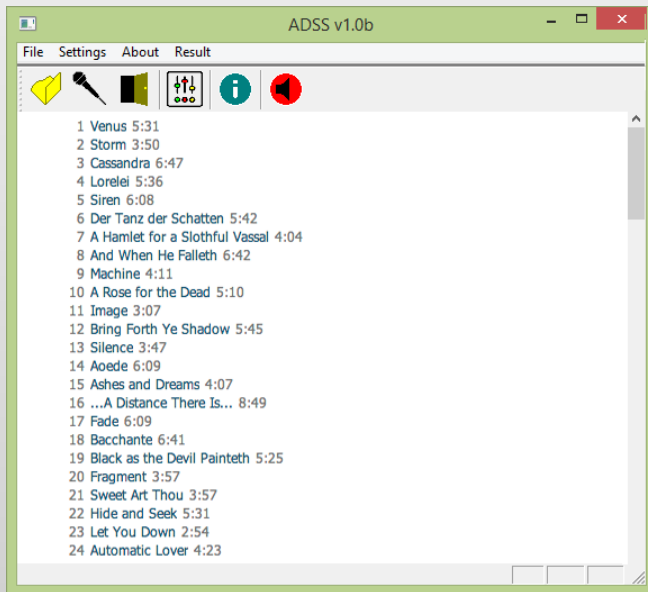 ADSS v1.0b
File Settings About Result
1 Venus 5:31
2 Storm 3:50
3 Cassandra 6:47
4 Lorelei 5:36
5 Siren 6:08
6 Der Tanz der Schatten 5:42
7 A Hamlet for a Slothful Vassal 4:04
8 And When He Falleth 6:42
9 Machine 4:11
10 A Rose for the Dead 5:10
11 Image 3:07
12 Bring Forth Ye Shadow 5:45
13 Silence 3:47
14 Aoede 6:09
15 Ashes and Dreams 4:07
16 ...A Distance There Is... 8:49
17 Fade 6:09
18 Bacchante 6:41
19 Black as the Devil Painteth 5:25
20 Fragment 3:57
21 Sweet Art Thou 3:57
22 Hide and Seek 5:31
23 Let You Down 2:54
24 Automatic Lover 4:23